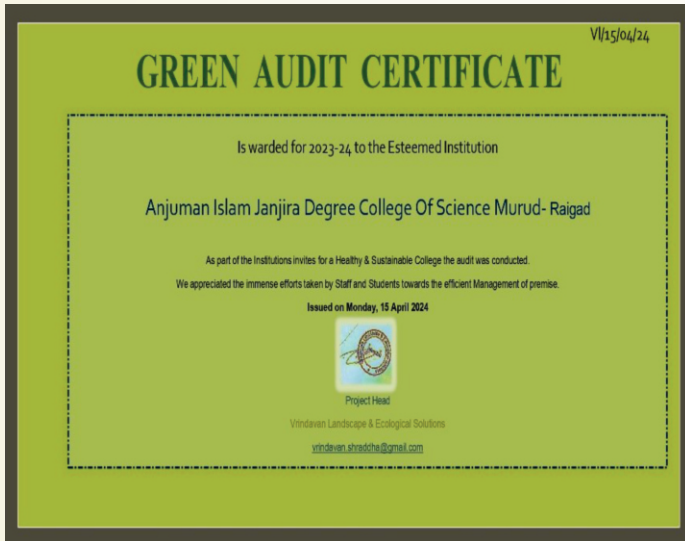 Vl/15/04/24
GREEN AUDIT CERTIFICATE
Is warded for 2023-24 to the Esteemed Institution
Anjuman Islam Janjira Degree College Of Science Murud- Raigad
As part of the Institutions invites for a Healthy & Sustainable College the audit was conducted.
We appreciated the immense efforts taken by Staff and Students towards the efficient Management of premise.
Issued on Monday, 15 April 2024
Project Head
Vrindavan Landscape & Ecological Solutions
vrindavan.shraddha@gmail.com